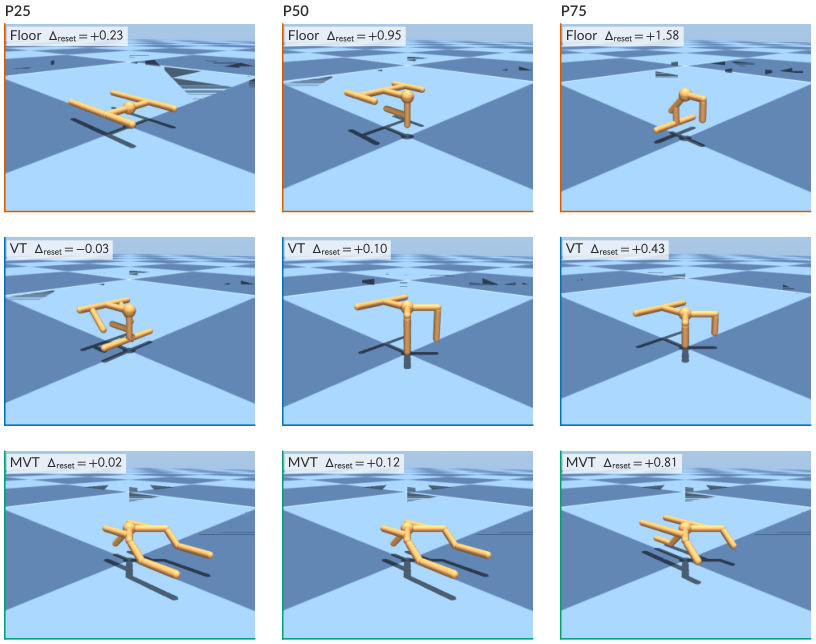 P25 P50 P75
Floor Δreset = +0.23
Floor Δreset = +0.95
Floor Δreset = +1.58
VT Δreset = −0.03
VT Δreset = +0.10
VT Δreset = +0.43
MVT Δreset = +0.02
MVT Δreset = +0.12
MVT Δreset = +0.81